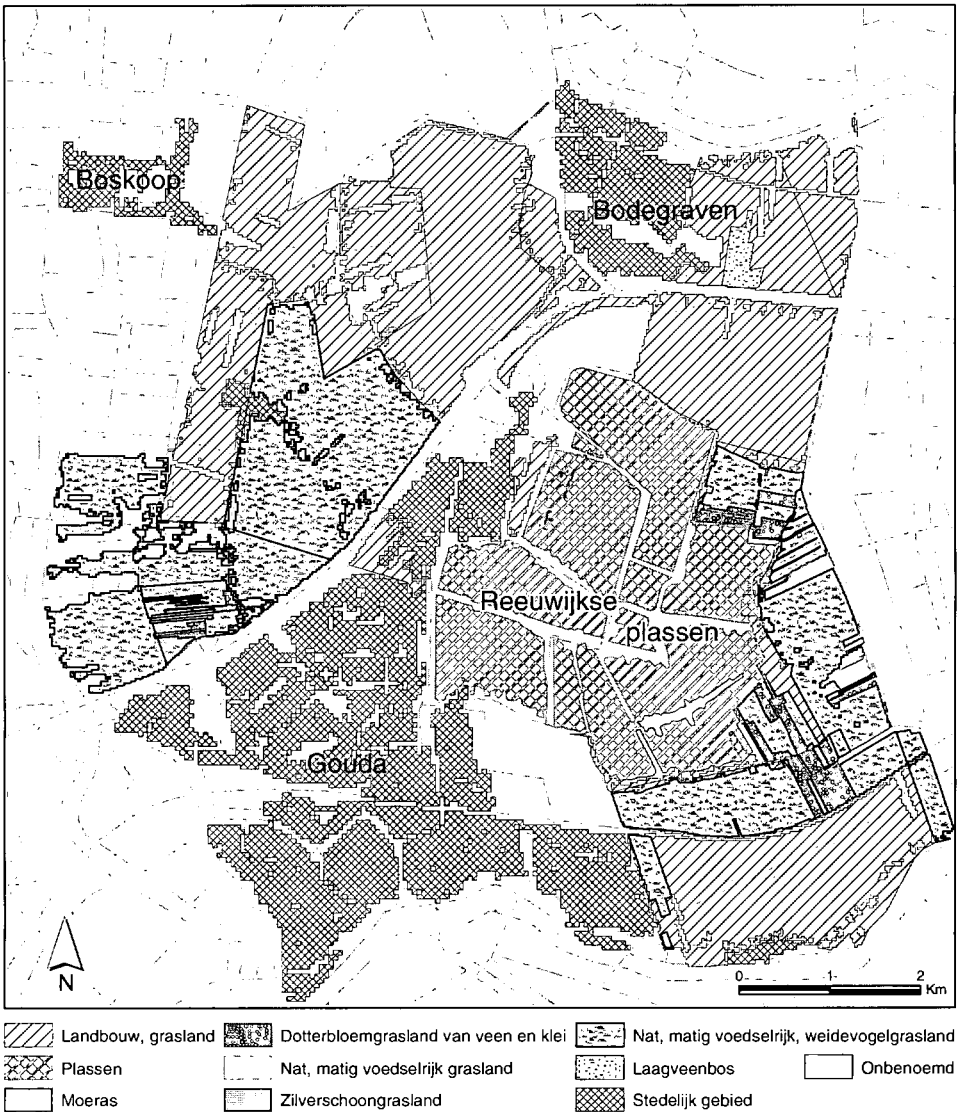 Boskoop
Bodegraven
Reeuwijkse
plassen
Gouda
N
0 1 2
Km
Landbouw, grasland
Dotterbloemgrasland van veen en klei
Nat, matig voedselrijk, weidevogelgrasland
Plassen
Nat, matig voedselrijk grasland
Laagveenbos
Onbenoemd
Moeras
Zilverschoongrasland
Stedelijk gebied